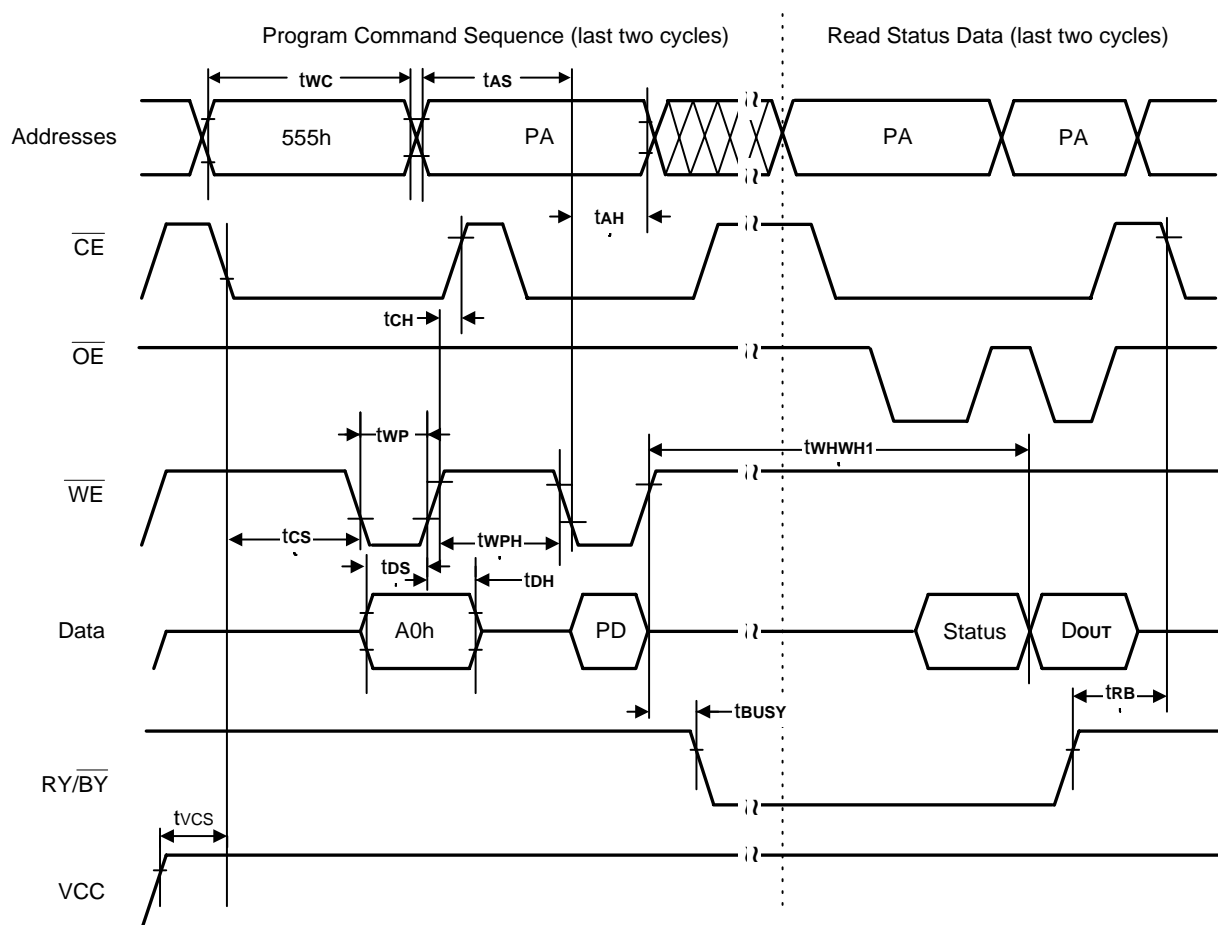 Program Command Sequence (last two cycles) Read Status Data (last two cycles)
tWC tAS
Addresses 555h PA PA PA
tAH
CE
tCH
OE
tWP tWHWH1
WE
tCS tWPH
tDS tDH
Data A0h PD Status DOUT
tRB
tBUSY
RY/BY
tVCS
VCC